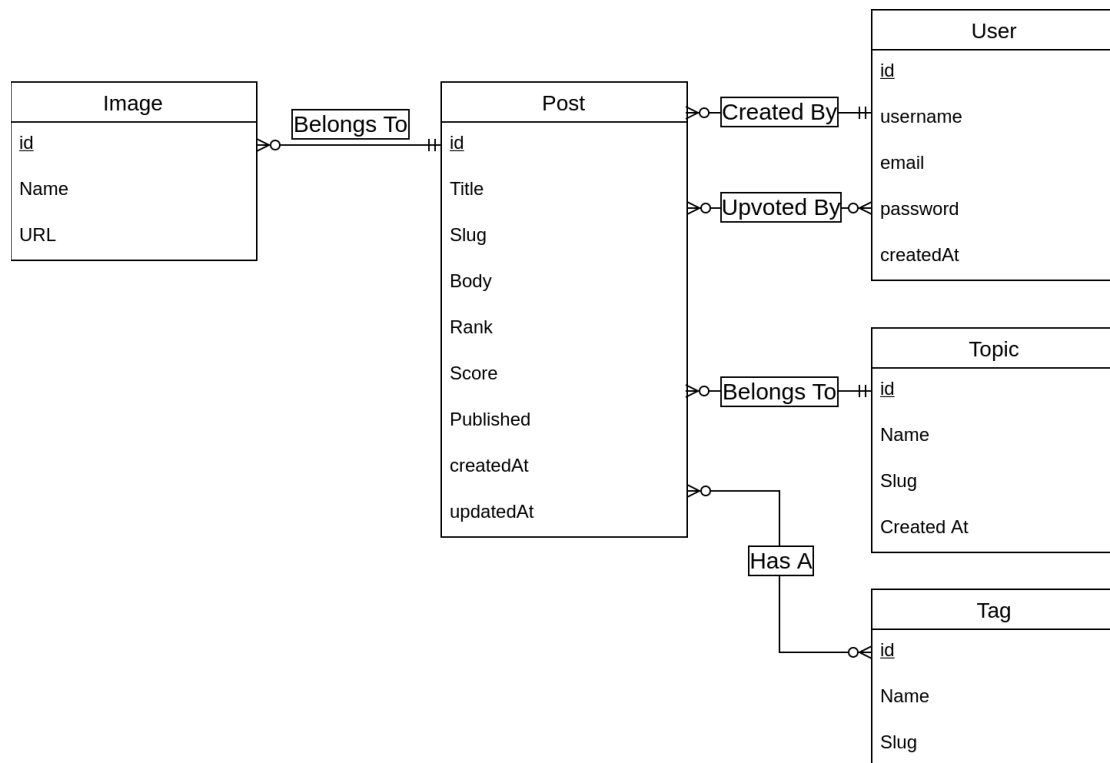 Image
id
Name
URL
Belongs To
Post
id
Title
Slug
Body
Rank
Score
Published
createdAt
updatedAt
Created By
Upvoted By
Belongs To
Has A
User
id
username
email
password
createdAt
Topic
id
Name
Slug
Created At
Tag
id
Name
Slug